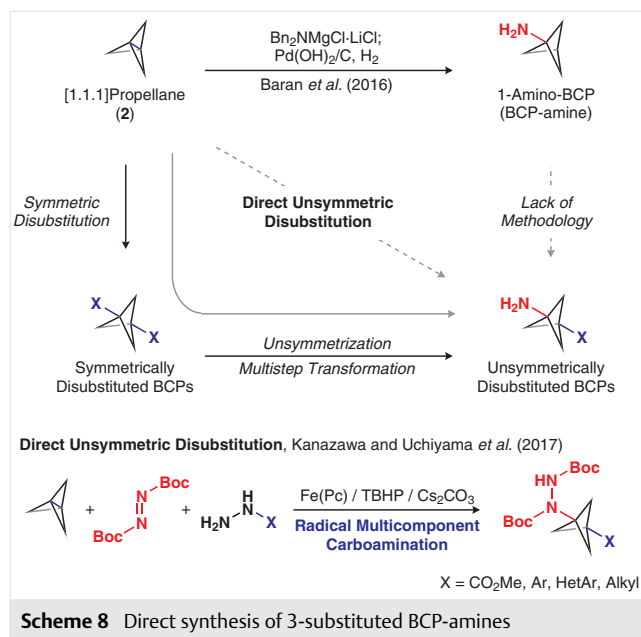 Bn2NMgCl·LiCl;
Pd(OH)2/C, H2
Baran et al. (2016)
[1.1.1]Propellane
(2)
H2N
1-Amino-BCP
(BCP-amine)
Symmetric
Disubstitution
Direct Unsymmetric
Disubstitution
Lack of
Methodology
X
X
Symmetrically
Disubstituted BCPs
Unsymmetrization
Multistep Transformation
H2N
X
Unsymmetrically
Disubstituted BCPs
Direct Unsymmetric Disubstitution, Kanazawa and Uchiyama et al. (2017)
+
Boc
N
N
Boc
+
H
H2N N X
Fe(Pc) / TBHP / Cs2CO3
Radical Multicomponent
Carboamination
Boc
HN
N
Boc
X
X = CO2Me, Ar, HetAr, Alkyl
Scheme 8 Direct synthesis of 3-substituted BCP-amines